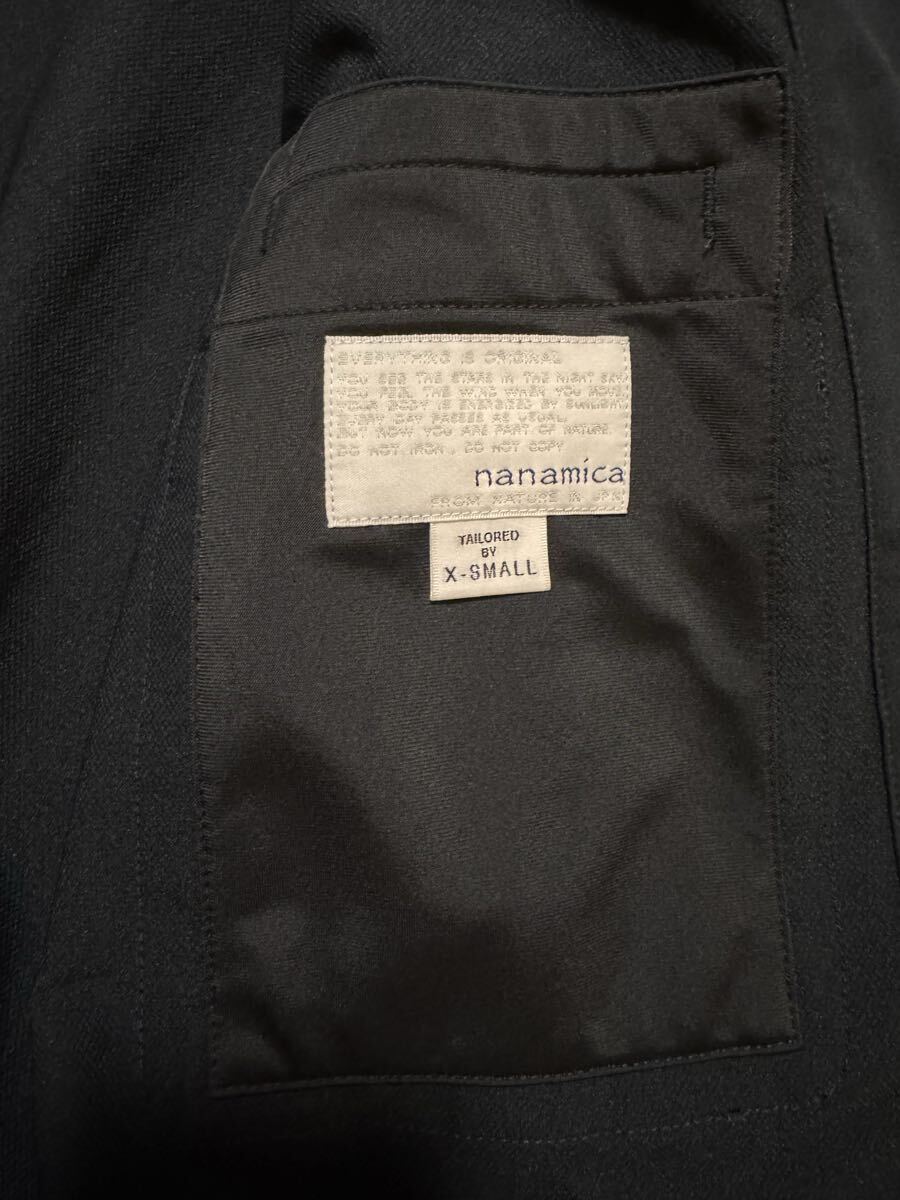 EVERYTHING IS ORIGINAL
YOU SEE THE STARS IN THE NIGHT SKY,
YOU FEEL THE WIND WHEN YOU MOVE,
YOUR BODY IS ENERGIZED BY SUNLIGHT,
EVERY DAY PASSES AS USUAL,
BUT NOW YOU ARE PART OF NATURE.
DO NOT IRON, DO NOT COPY
nanamica
FROM NATURE IN JPN
TAILORED
BY
X-SMALL